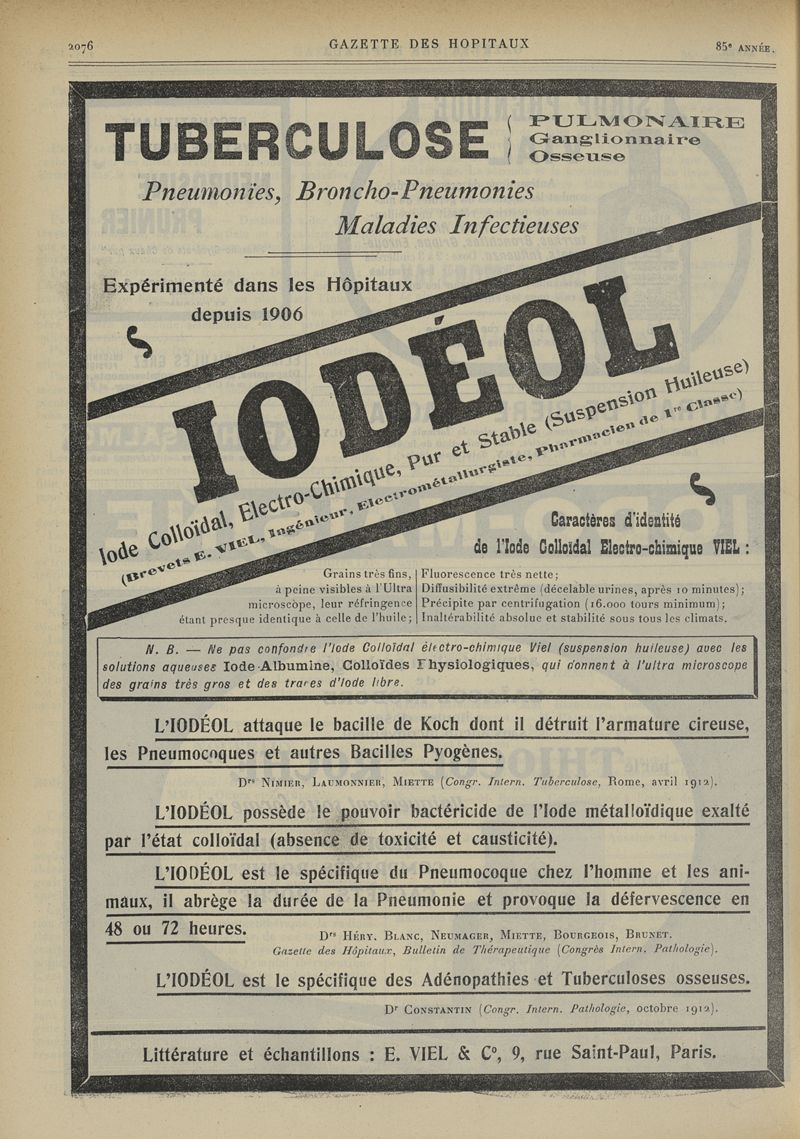 2076
GAZETTE DES HOPITAUX
85e ANNÉE.
TUBERCULOSE
PULMONAIRE
Ganglionnaire
Osseuse
Pneumonies, Broncho-Pneumonies
Maladies Infectieuses
Expérimenté dans les Hôpitaux
depuis 1906
IODÉOL
Iode Colloïdal, Electro-Chimique, Pur et Stable (Suspension Huileuse)
(Brevets E. VIEL, Ingénieur, Electrométallurgiste, Pharmacien de 1re Classe)
Caractères d'identité
de l'Iode Colloïdal Electro-chimique VIEL :
Grains très fins,
à peine visibles à l'Ultra
microscope, leur réfringence
étant presque identique à celle de l'huile;
Fluorescence très nette;
Diffusibilité extrême (décelable urines, après 10 minutes);
Précipite par centrifugation (16.000 tours minimum);
Inaltérabilité absolue et stabilité sous tous les climats.
N. B. — Ne pas confondre l'Iode Colloïdal électro-chimique Viel (suspension huileuse) avec les
solutions aqueuses Iode-Albumine, Colloïdes Physiologiques, qui donnent à l'ultra microscope
des grains très gros et des traces d'Iode libre.
L'IODÉOL attaque le bacille de Koch dont il détruit l'armature cireuse,
les Pneumocoques et autres Bacilles Pyogènes.
Drs NIMIER, LAUMONNIER, MIETTE (Congr. Intern. Tuberculose, Rome, avril 1912).
L'IODÉOL possède le pouvoir bactéricide de l'Iode métalloïdique exalté
par l'état colloïdal (absence de toxicité et causticité).
L'IODÉOL est le spécifique du Pneumocoque chez l'homme et les ani-
maux, il abrège la durée de la Pneumonie et provoque la défervescence en
48 ou 72 heures.
Drs HÉRY, BLANC, NEUMAGER, MIETTE, BOURGEOIS, BRUNET.
Gazette des Hôpitaux, Bulletin de Thérapeutique (Congrès Intern. Pathologie).
L'IODÉOL est le spécifique des Adénopathies et Tuberculoses osseuses.
Dr CONSTANTIN (Congr. Intern. Pathologie, octobre 1912).
Littérature et échantillons : E. VIEL & Co, 9, rue Saint-Paul, Paris.